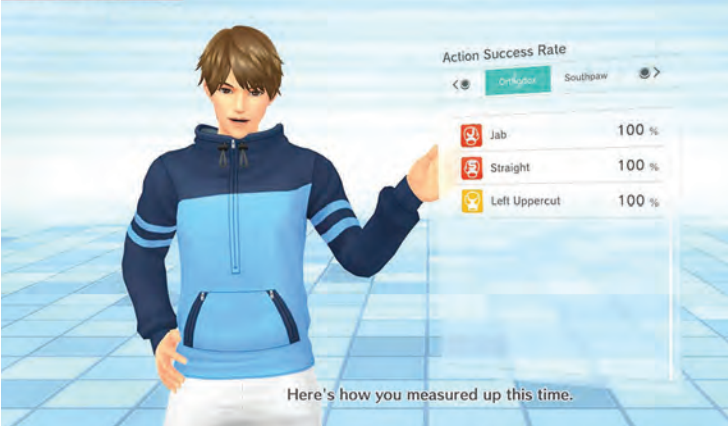 Action Success Rate
Orthodox
Southpaw
Jab 100 %
Straight 100 %
Left Uppercut 100 %
Here's how you measured up this time.